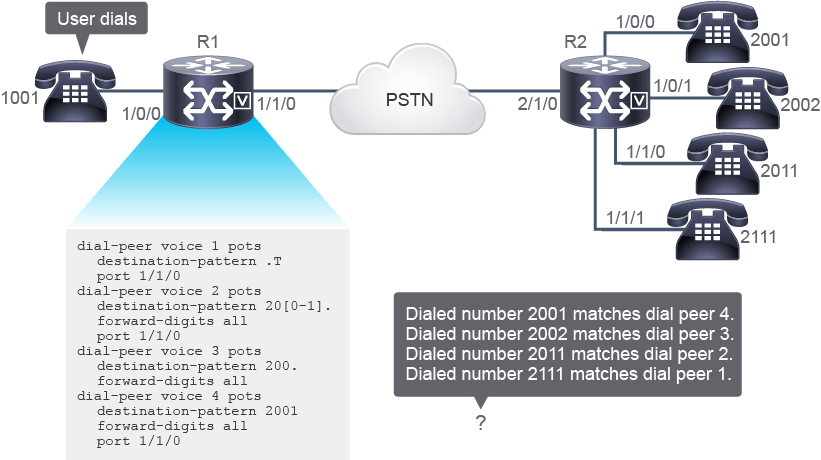 User dials
R1
1001
1/0/0
V
1/1/0
PSTN
R2
2/1/0
V
1/0/0
2001
1/0/1
2002
1/1/0
2011
1/1/1
2111
dial-peer voice 1 pots
destination-pattern .T
port 1/1/0
dial-peer voice 2 pots
destination-pattern 20[0-1].
forward-digits all
port 1/1/0
dial-peer voice 3 pots
destination-pattern 200.
forward-digits all
dial-peer voice 4 pots
destination-pattern 2001
forward-digits all
port 1/1/0
Dialed number 2001 matches dial peer 4.
Dialed number 2002 matches dial peer 3.
Dialed number 2011 matches dial peer 2.
Dialed number 2111 matches dial peer 1.
?